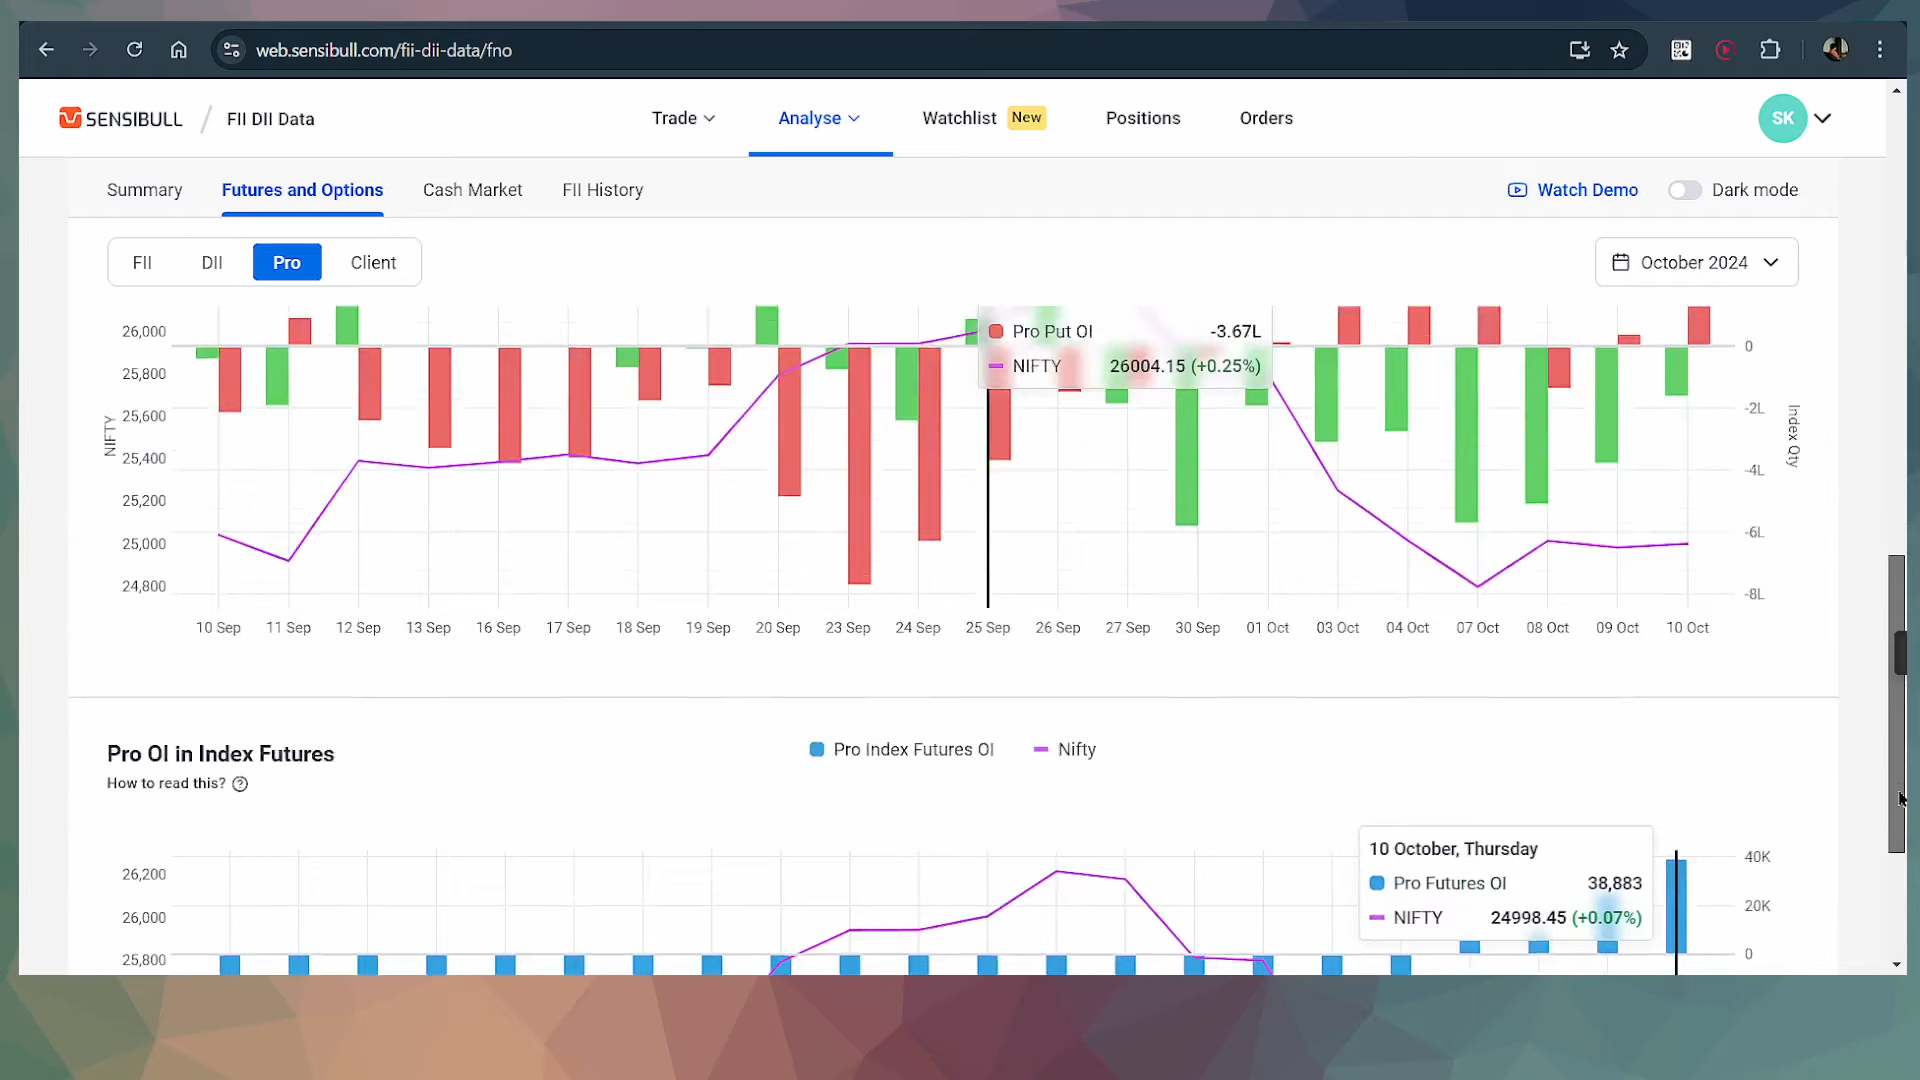 web.sensibull.com/fii-dii-data/fno
SENSIBULL / FII DII Data
Trade
Analyse
Watchlist New
Positions
Orders
SK
Summary
Futures and Options
Cash Market
FII History
Watch Demo
Dark mode
FII
DII
Pro
Client
October 2024
26,000
25,800
25,600
25,400
25,200
25,000
24,800
NIFTY
Pro Put OI -3.67L
NIFTY 26004.15 (+0.25%)
0
-2L
-4L
-6L
-8L
Index Qty
10 Sep 11 Sep 12 Sep 13 Sep 16 Sep 17 Sep 18 Sep 19 Sep 20 Sep 23 Sep 24 Sep 25 Sep 26 Sep 27 Sep 30 Sep 01 Oct 03 Oct 04 Oct 07 Oct 08 Oct 09 Oct 10 Oct
Pro OI in Index Futures
How to read this? ?
Pro Index Futures OI
Nifty
26,200
26,000
25,800
10 October, Thursday
Pro Futures OI 38,883
NIFTY 24998.45 (+0.07%)
40K
20K
0